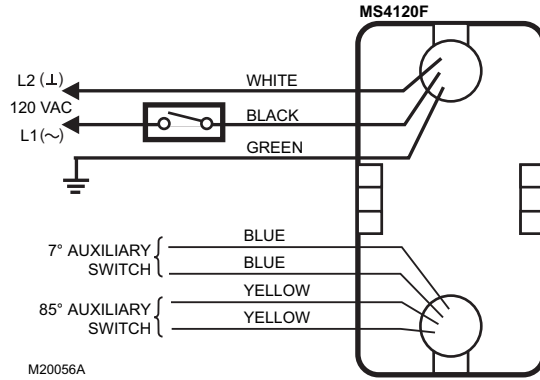 MS4120F
L2 (⊥)
WHITE
120 VAC
BLACK
L1 (∼)
GREEN
BLUE
7° AUXILIARY
SWITCH
BLUE
YELLOW
85° AUXILIARY
SWITCH
YELLOW
M20056A